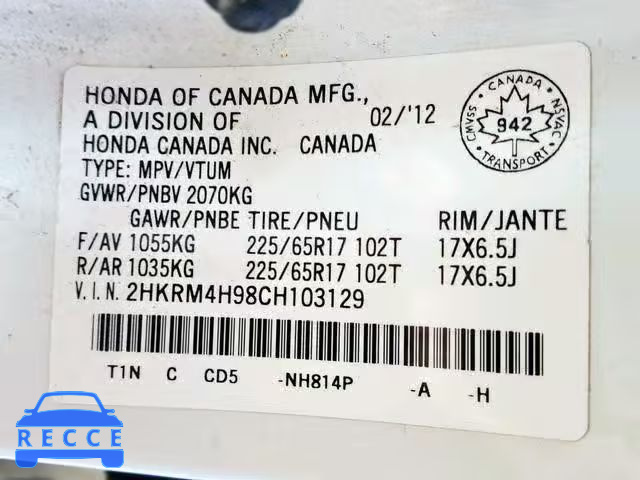 HONDA OF CANADA MFG.,
A DIVISION OF 02/'12
HONDA CANADA INC. CANADA
TYPE: MPV/VTUM
GVWR/PNBV 2070KG
GAWR/PNBE TIRE/PNEU RIM/JANTE
F/AV 1055KG 225/65R17 102T 17X6.5J
R/AR 1035KG 225/65R17 102T 17X6.5J
V.I.N. 2HKRM4H98CH103129
T1N C CD5 -NH814P -A -H
CANADA
CMVSS 942 NSVAC
TRANSPORT
RECCE